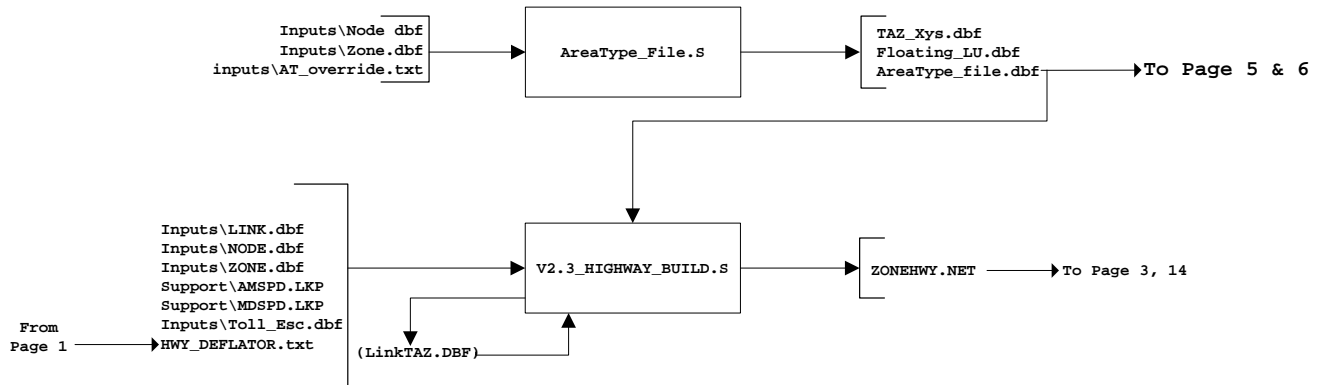 Inputs\Node dbf
Inputs\Zone.dbf
inputs\AT_override.txt
AreaType_File.S
TAZ_Xys.dbf
Floating_LU.dbf
AreaType_file.dbf
To Page 5 & 6
Inputs\LINK.dbf
Inputs\NODE.dbf
Inputs\ZONE.dbf
Support\AMSPD.LKP
Support\MDSPD.LKP
Inputs\Toll_Esc.dbf
HWY_DEFLATOR.txt
From
Page 1
(LinkTAZ.DBF)
V2.3_HIGHWAY_BUILD.S
ZONEHWY.NET
To Page 3, 14